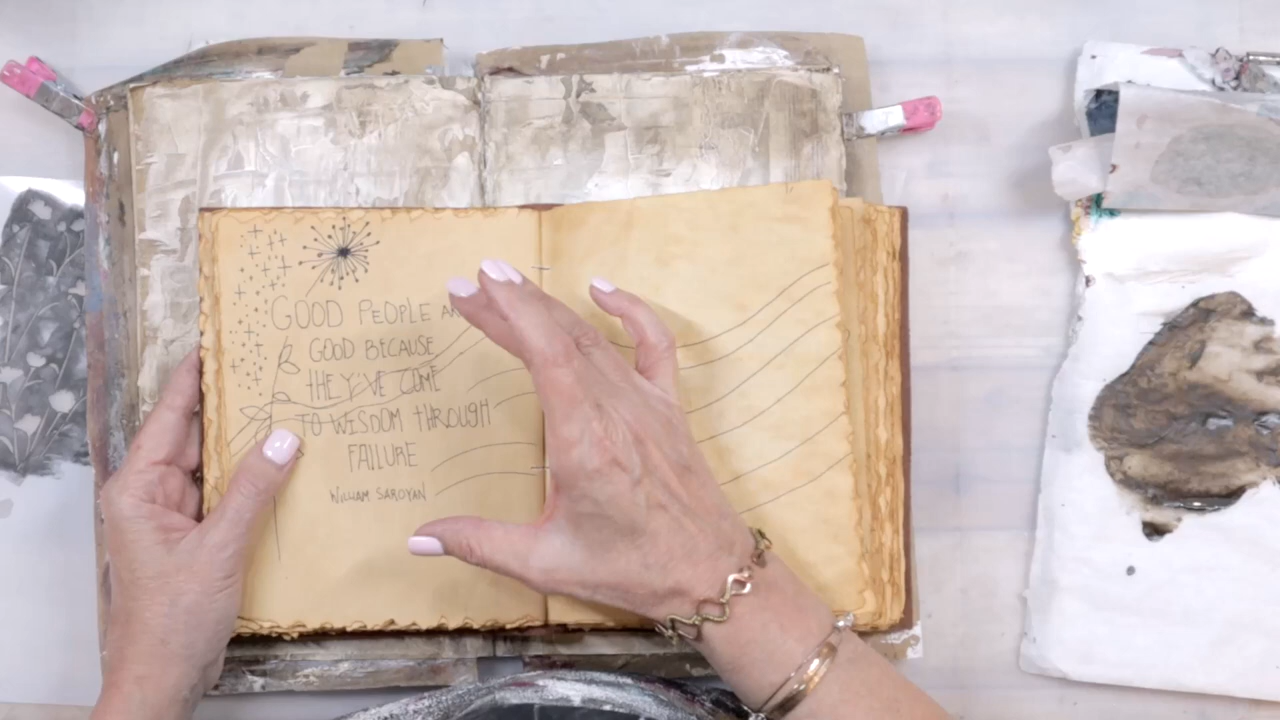 GOOD PEOPLE A
GOOD BECAUSE
THEY'VE COME
TO WISDOM THROUGH
FAILURE
WILLIAM SAROYAN